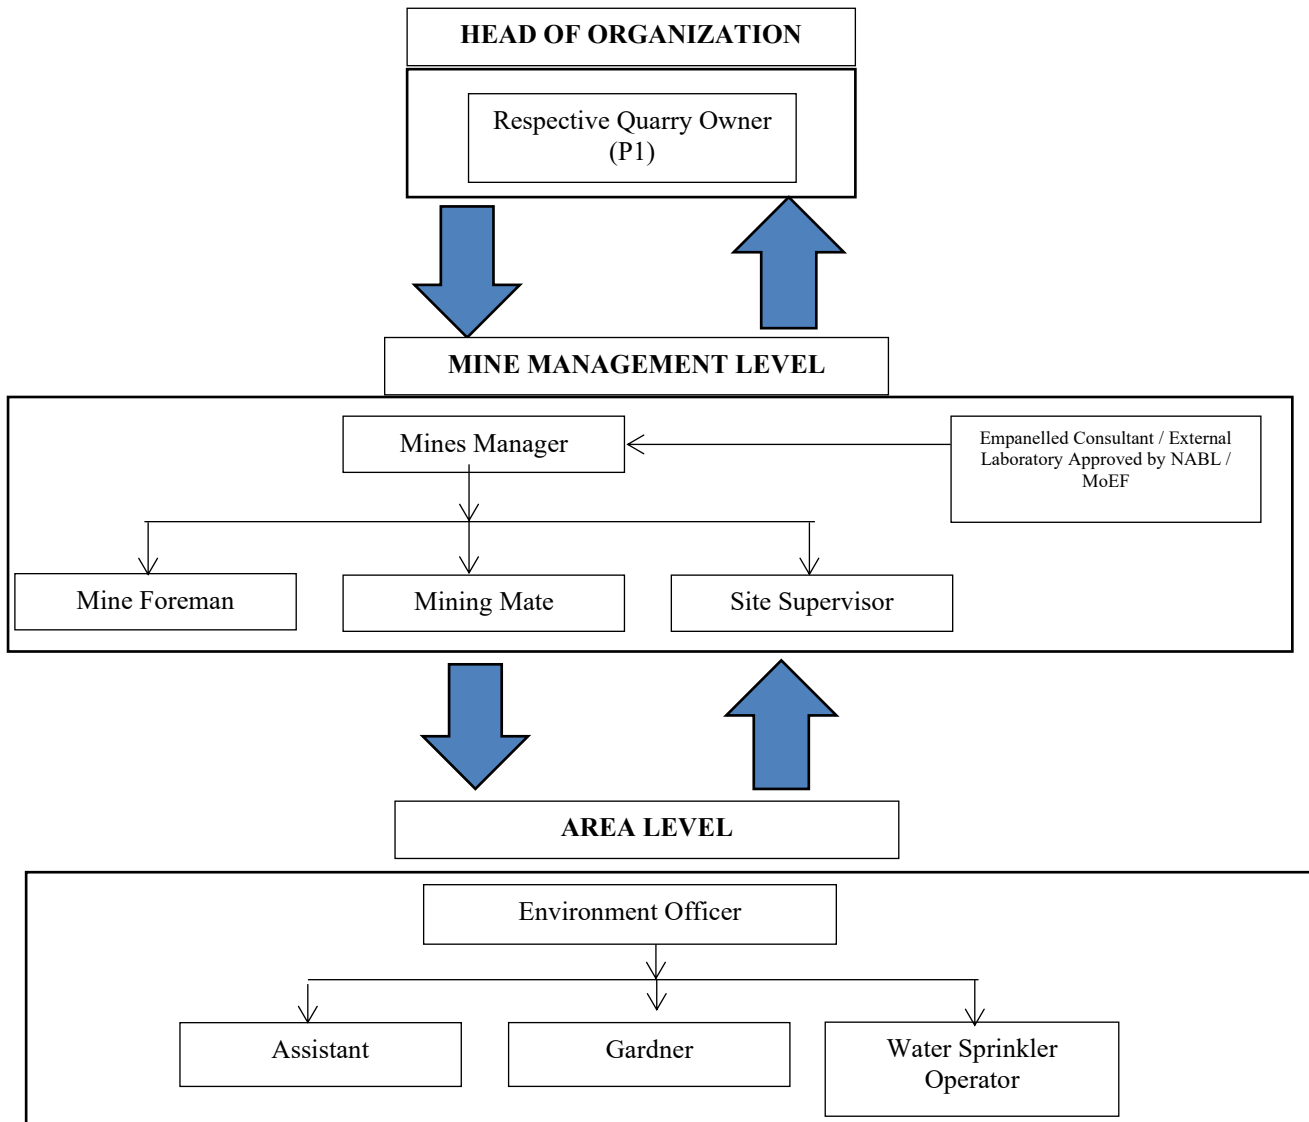 HEAD OF ORGANIZATION
Respective Quarry Owner
(P1)
MINE MANAGEMENT LEVEL
Mines Manager
Empanelled Consultant / External
Laboratory Approved by NABL /
MoEF
Mine Foreman
Mining Mate
Site Supervisor
AREA LEVEL
Environment Officer
Assistant
Gardner
Water Sprinkler
Operator